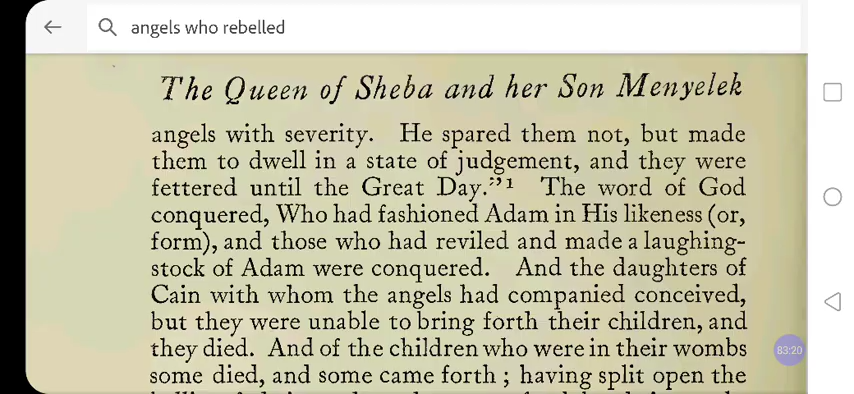 angels who rebelled
The Queen of Sheba and her Son Menyelek
angels with severity. He spared them not, but made
them to dwell in a state of judgement, and they were
fettered until the Great Day.”¹ The word of God
conquered, Who had fashioned Adam in His likeness (or,
form), and those who had reviled and made a laughing-
stock of Adam were conquered. And the daughters of
Cain with whom the angels had companied conceived,
but they were unable to bring forth their children, and
they died. And of the children who were in their wombs
some died, and some came forth ; having split open the
83:20